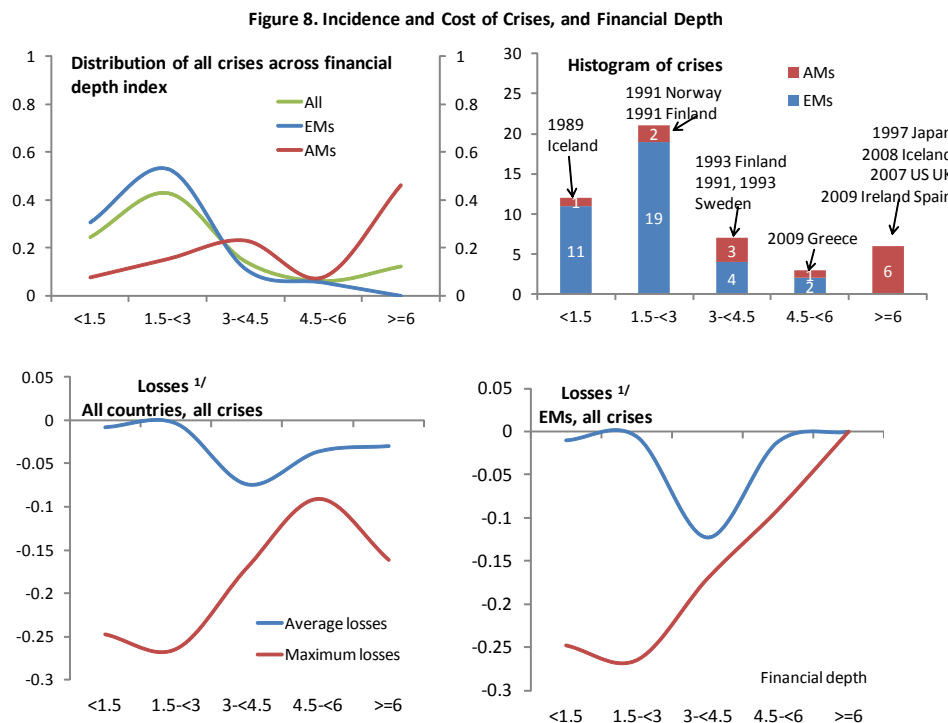 Figure 8. Incidence and Cost of Crises, and Financial Depth
Distribution of all crises across financial
depth index
All
EMs
AMs
1
0.8
0.6
0.4
0.2
0
1
0.8
0.6
0.4
0.2
0
<1.5
1.5-<3
3-<4.5
4.5-<6
>=6
Histogram of crises
AMs
EMs
30
25
20
15
10
5
0
1989
Iceland
1991 Norway
1991 Finland
1993 Finland
1991, 1993
Sweden
2009 Greece
1997 Japan
2008 Iceland
2007 US UK
2009 Ireland Spain
1
11
2
19
3
4
1
2
6
<1.5
1.5-<3
3-<4.5
4.5-<6
>=6
Losses 1/
All countries, all crises
0.05
0
-0.05
-0.1
-0.15
-0.2
-0.25
-0.3
Average losses
Maximum losses
<1.5
1.5-<3
3-<4.5
4.5-<6
>=6
Losses 1/
EMs, all crises
0.05
0
-0.05
-0.1
-0.15
-0.2
-0.25
-0.3
Financial depth
<1.5
1.5-<3
3-<4.5
4.5-<6
>=6